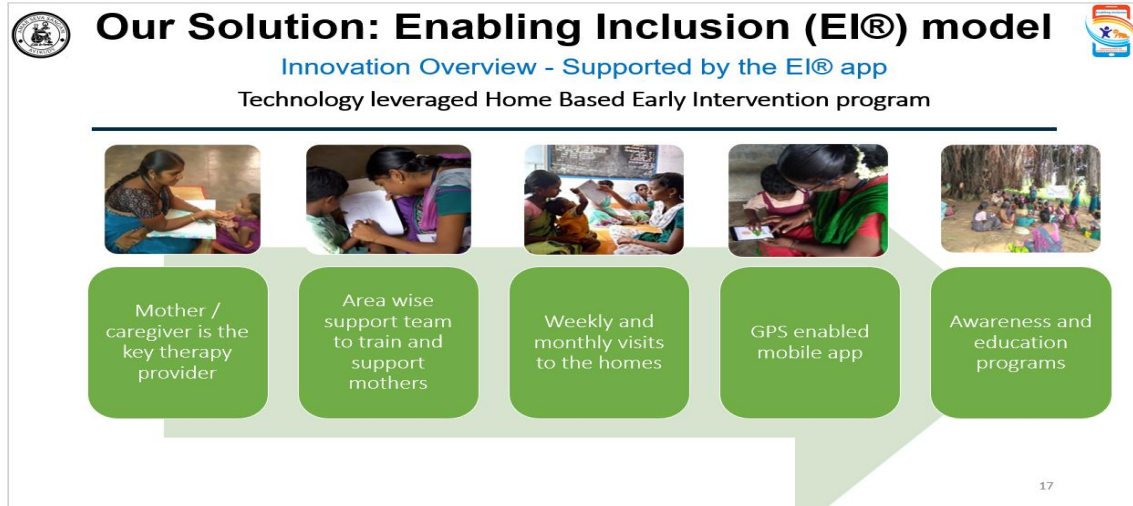 Our Solution: Enabling Inclusion (EI®) model
Innovation Overview - Supported by the EI® app
Technology leveraged Home Based Early Intervention program
Mother /
caregiver is the
key therapy
provider
Area wise
support team
to train and
support
mothers
Weekly and
monthly visits
to the homes
GPS enabled
mobile app
Awareness and
education
programs
17